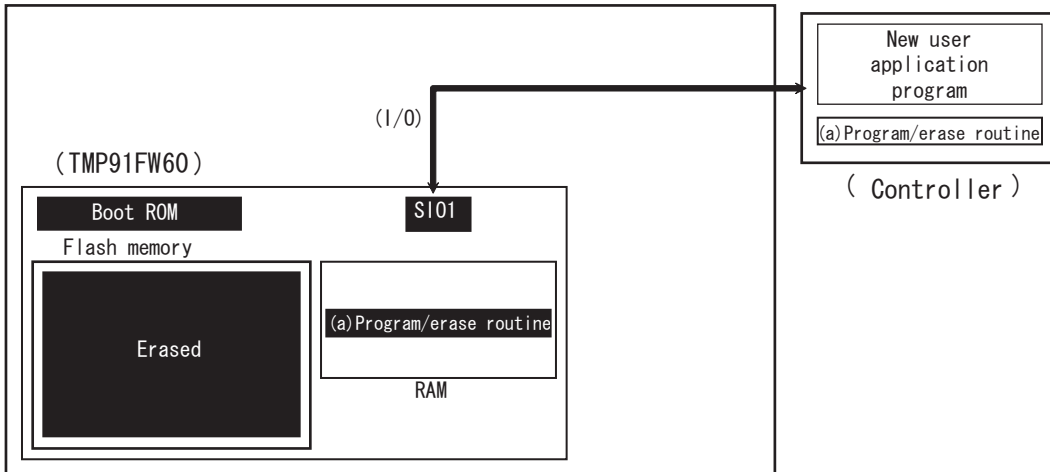 New user
application
program
(I/O)
(a)Program/erase routine
(TMP91FW60)
( Controller )
Boot ROM
SIO1
Flash memory
(a)Program/erase routine
Erased
RAM